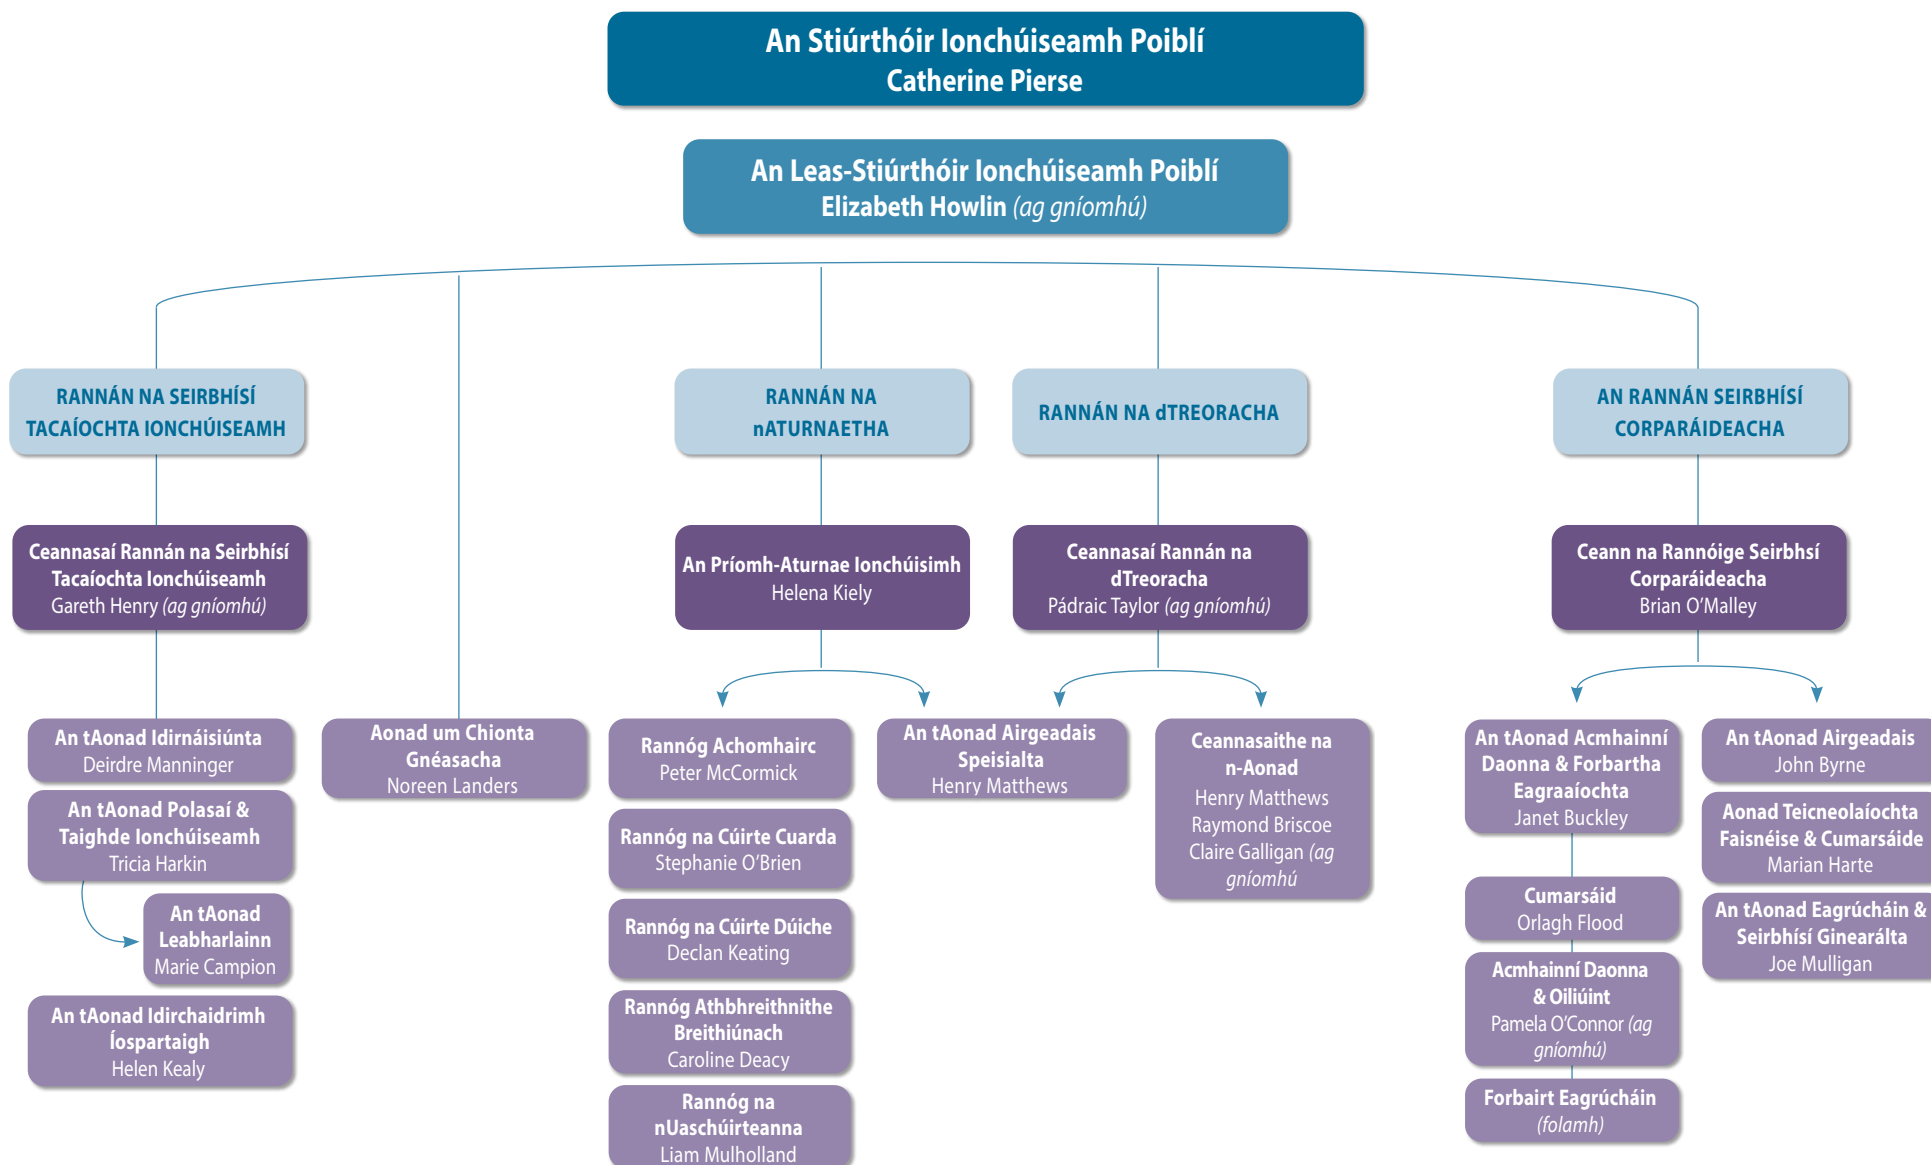 An Stiúrthóir Ionchúiseamh Poiblí
Catherine Pierse
An Leas-Stiúrthóir Ionchúiseamh Poiblí
Elizabeth Howlin (ag gníomhú)
RANNÁN NA SEIRBHÍSÍ
TACAÍOCHTA IONCHÚISEAMH
RANNÁN NA
nATURNAETHA
RANNÁN NA dTREORACHA
AN RANNÁN SEIRBHÍSÍ
CORPARÁIDEACHA
Ceannasaí Rannán na Seirbhísí
Tacaíochta Ionchúiseamh
Gareth Henry (ag gníomhú)
An Príomh-Aturnae Ionchúisimh
Helena Kiely
Ceannasaí Rannán na
dTreoracha
Pádraic Taylor (ag gníomhú)
Ceann na Rannóige Seirbhsí
Corparáideacha
Brian O'Malley
An tAonad Idirnáisiúnta
Deirdre Manninger
An tAonad Polasaí &
Taighde Ionchúiseamh
Tricia Harkin
An tAonad
Leabharlainn
Marie Campion
An tAonad Idirchaidrimh
Íospartaigh
Helen Kealy
Aonad um Chionta
Gnéasacha
Noreen Landers
Rannóg Achomhairc
Peter McCormick
Rannóg na Cúirte Cuarda
Stephanie O'Brien
Rannóg na Cúirte Dúiche
Declan Keating
Rannóg Athbhreithnithe
Breithiúnach
Caroline Deacy
Rannóg na
nUaschúirteanna
Liam Mulholland
An tAonad Airgeadais
Speisialta
Henry Matthews
Ceannasaithe na
n-Aonad
Henry Matthews
Raymond Briscoe
Claire Galligan (ag
gníomhú
An tAonad Acmhainní
Daonna & Forbartha
Eagraaíochta
Janet Buckley
Cumarsáid
Orlagh Flood
Acmhainní Daonna
& Oiliúint
Pamela O'Connor (ag
gníomhú)
Forbairt Eagrúcháin
(folamh)
An tAonad Airgeadais
John Byrne
Aonad Teicneolaíochta
Faisnéise & Cumarsáide
Marian Harte
An tAonad Eagrúcháin &
Seirbhísí Ginearálta
Joe Mulligan